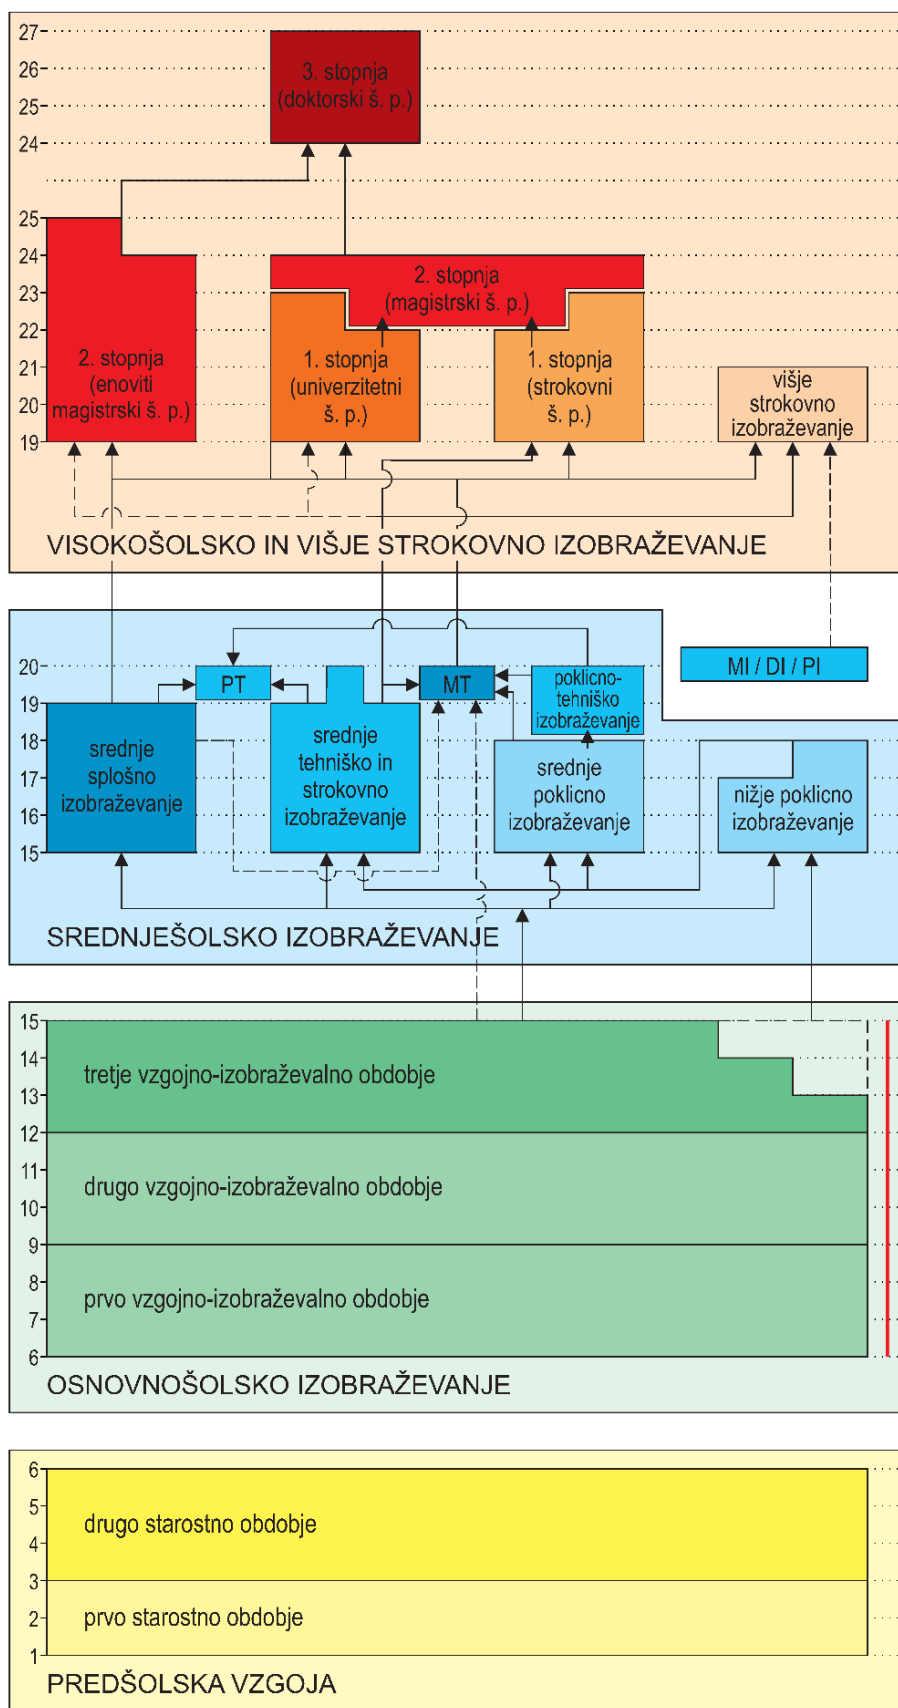 27
26
25
24
3. stopnja
(doktorski š. p.)
25
24
23
22
21
20
19
2. stopnja
(enoviti
magistrski š. p.)
2. stopnja
(magistrski š. p.)
1. stopnja
(univerzitetni
š. p.)
1. stopnja
(strokovni
š. p.)
višje
strokovno
izobraževanje
VISOKOŠOLSKO IN VIŠJE STROKOVNO IZOBRAŽEVANJE
MI / DI / PI
20
19
18
17
16
15
PT
MT
poklicno-
tehniško
izobraževanje
srednje
splošno
izobraževanje
srednje
tehniško in
strokovno
izobraževanje
srednje
poklicno
izobraževanje
nižje poklicno
izobraževanje
SREDNJEŠOLSKO IZOBRAŽEVANJE
15
14
13
12
11
10
9
8
7
6
tretje vzgojno-izobraževalno obdobje
drugo vzgojno-izobraževalno obdobje
prvo vzgojno-izobraževalno obdobje
OSNOVNOŠOLSKO IZOBRAŽEVANJE
6
5
4
3
2
1
drugo starostno obdobje
prvo starostno obdobje
PREDŠOLSKA VZGOJA